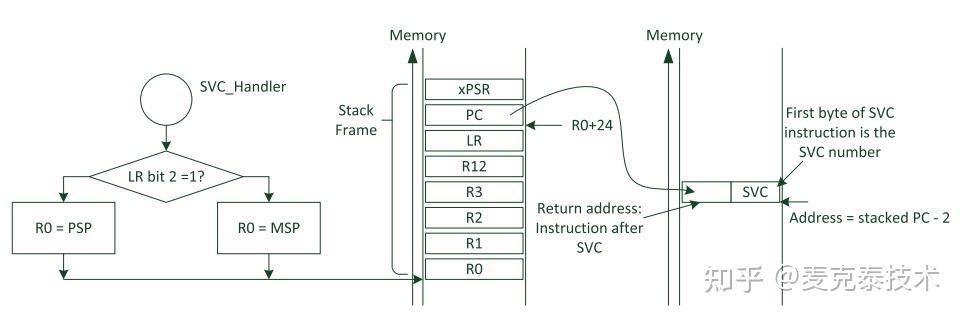 SVC_Handler
LR bit 2 =1?
R0 = PSP
R0 = MSP
Memory
Stack
Frame
xPSR
PC
LR
R12
R3
R2
R1
R0
R0+24
Memory
First byte of SVC
instruction is the
SVC number
SVC
Return address:
Instruction after
SVC
Address = stacked PC - 2
知乎 @麦克泰技术